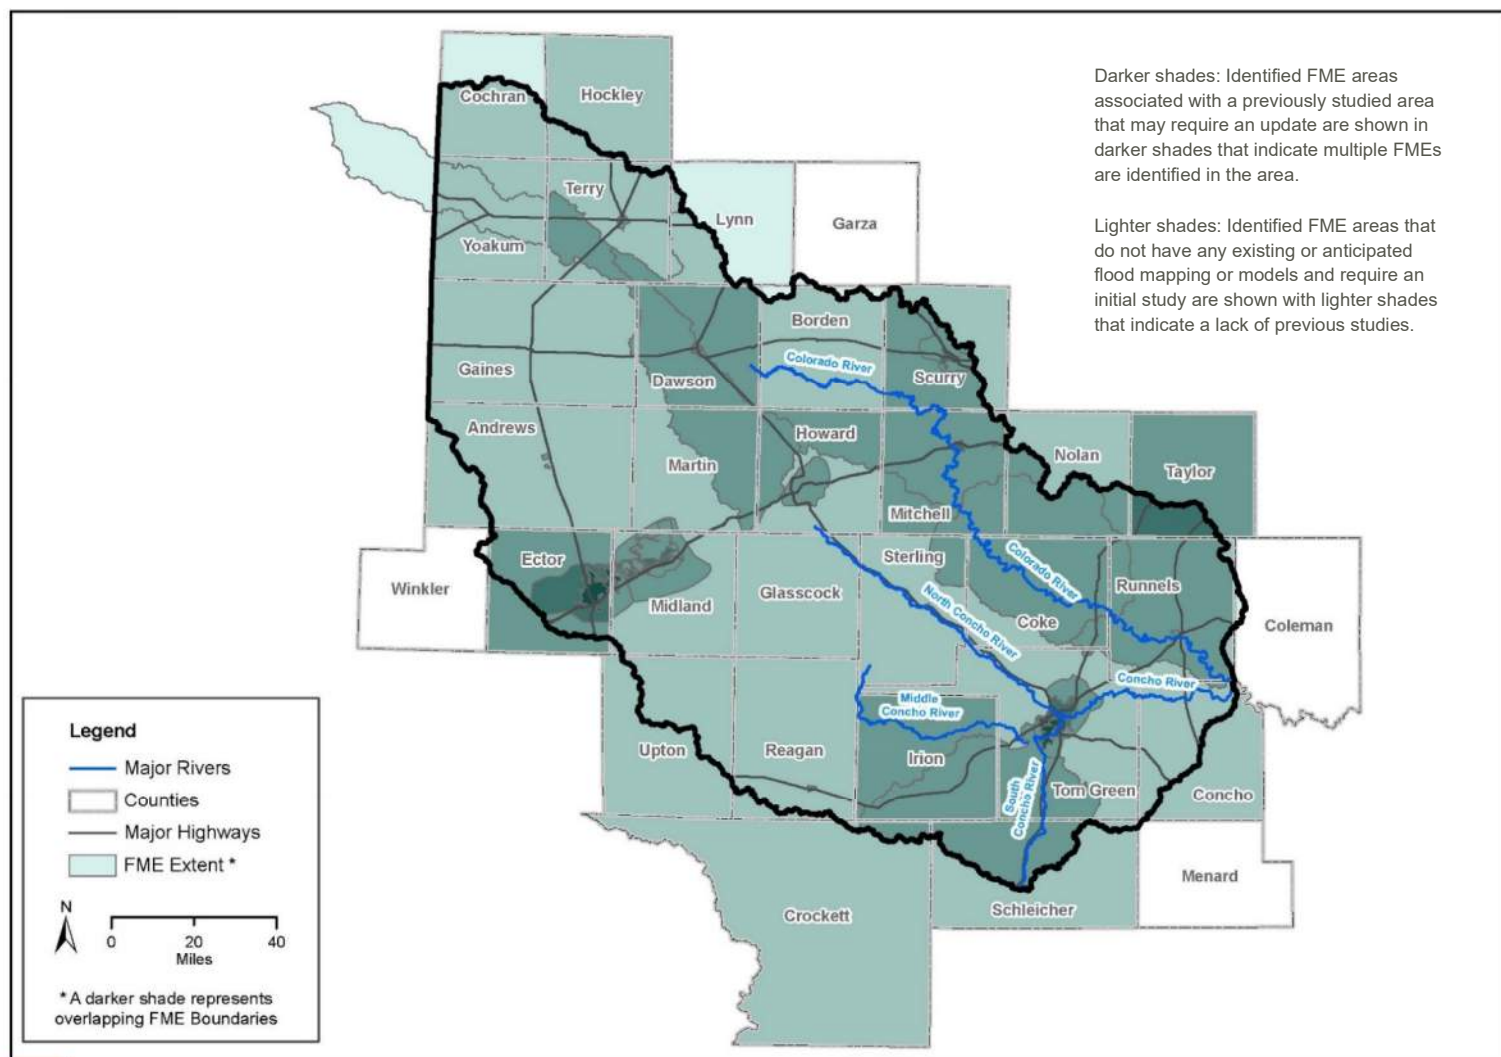 Darker shades: Identified FME areas
associated with a previously studied area
that may require an update are shown in
darker shades that indicate multiple FMEs
are identified in the area.
Lighter shades: Identified FME areas that
do not have any existing or anticipated
flood mapping or models and require an
initial study are shown with lighter shades
that indicate a lack of previous studies.
Cochran
Hockley
Terry
Lynn
Garza
Yoakum
Borden
Colorado River
Gaines
Dawson
Scurry
Andrews
Howard
Martin
Nolan
Taylor
Mitchell
Ector
Sterling
Colorado River
Winkler
Midland
Glasscock
Runnels
North Concho River
Coke
Coleman
Concho River
Middle
Concho River
Upton
Reagan
Irion
South
Concho River
Tom Green
Concho
Menard
Crockett
Schleicher
Legend
Major Rivers
Counties
Major Highways
FME Extent *
N
0 20 40
Miles
* A darker shade represents
overlapping FME Boundaries